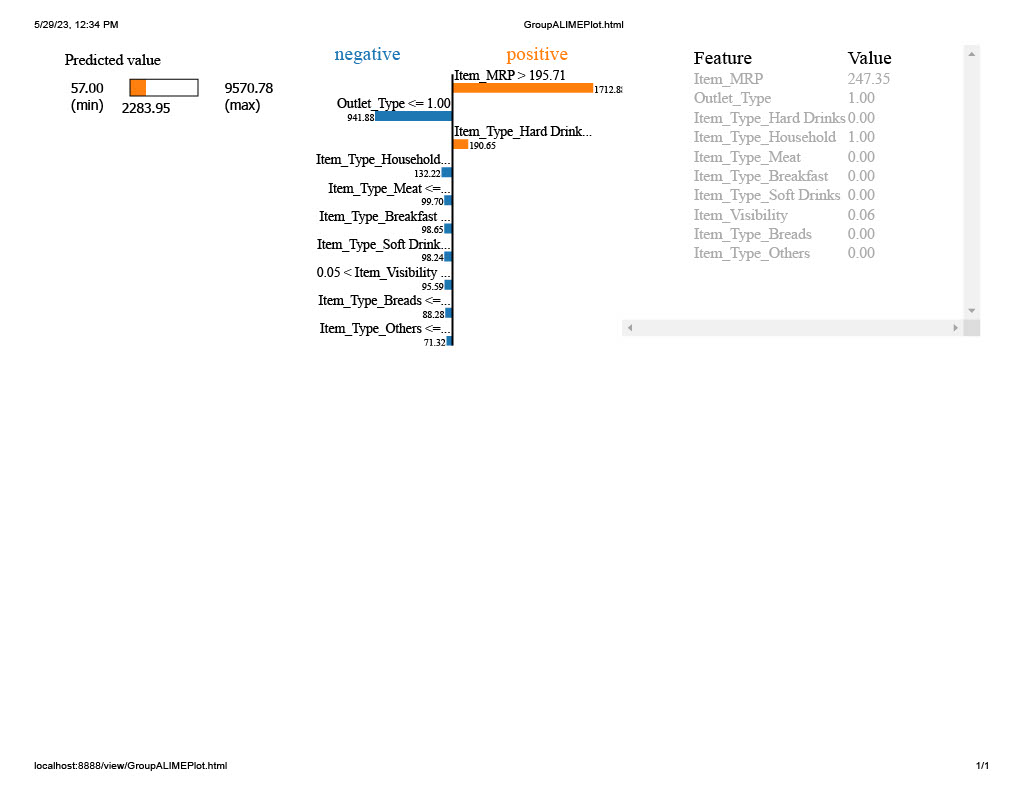 5/29/23, 12:34 PM GroupALIMEPlot.html
Predicted value
57.00 (min)
2283.95
9570.78 (max)
negative positive
Item_MRP > 195.71
1712.88
Outlet_Type <= 1.00
941.88
Item_Type_Hard Drink...
190.65
Item_Type_Household...
132.22
Item_Type_Meat <=...
99.70
Item_Type_Breakfast ...
98.65
Item_Type_Soft Drink...
98.24
0.05 < Item_Visibility ...
95.59
Item_Type_Breads <=...
88.28
Item_Type_Others <=...
71.32
Feature Value
Item_MRP 247.35
Outlet_Type 1.00
Item_Type_Hard Drinks 0.00
Item_Type_Household 1.00
Item_Type_Meat 0.00
Item_Type_Breakfast 0.00
Item_Type_Soft Drinks 0.00
Item_Visibility 0.06
Item_Type_Breads 0.00
Item_Type_Others 0.00
localhost:8888/view/GroupALIMEPlot.html 1/1